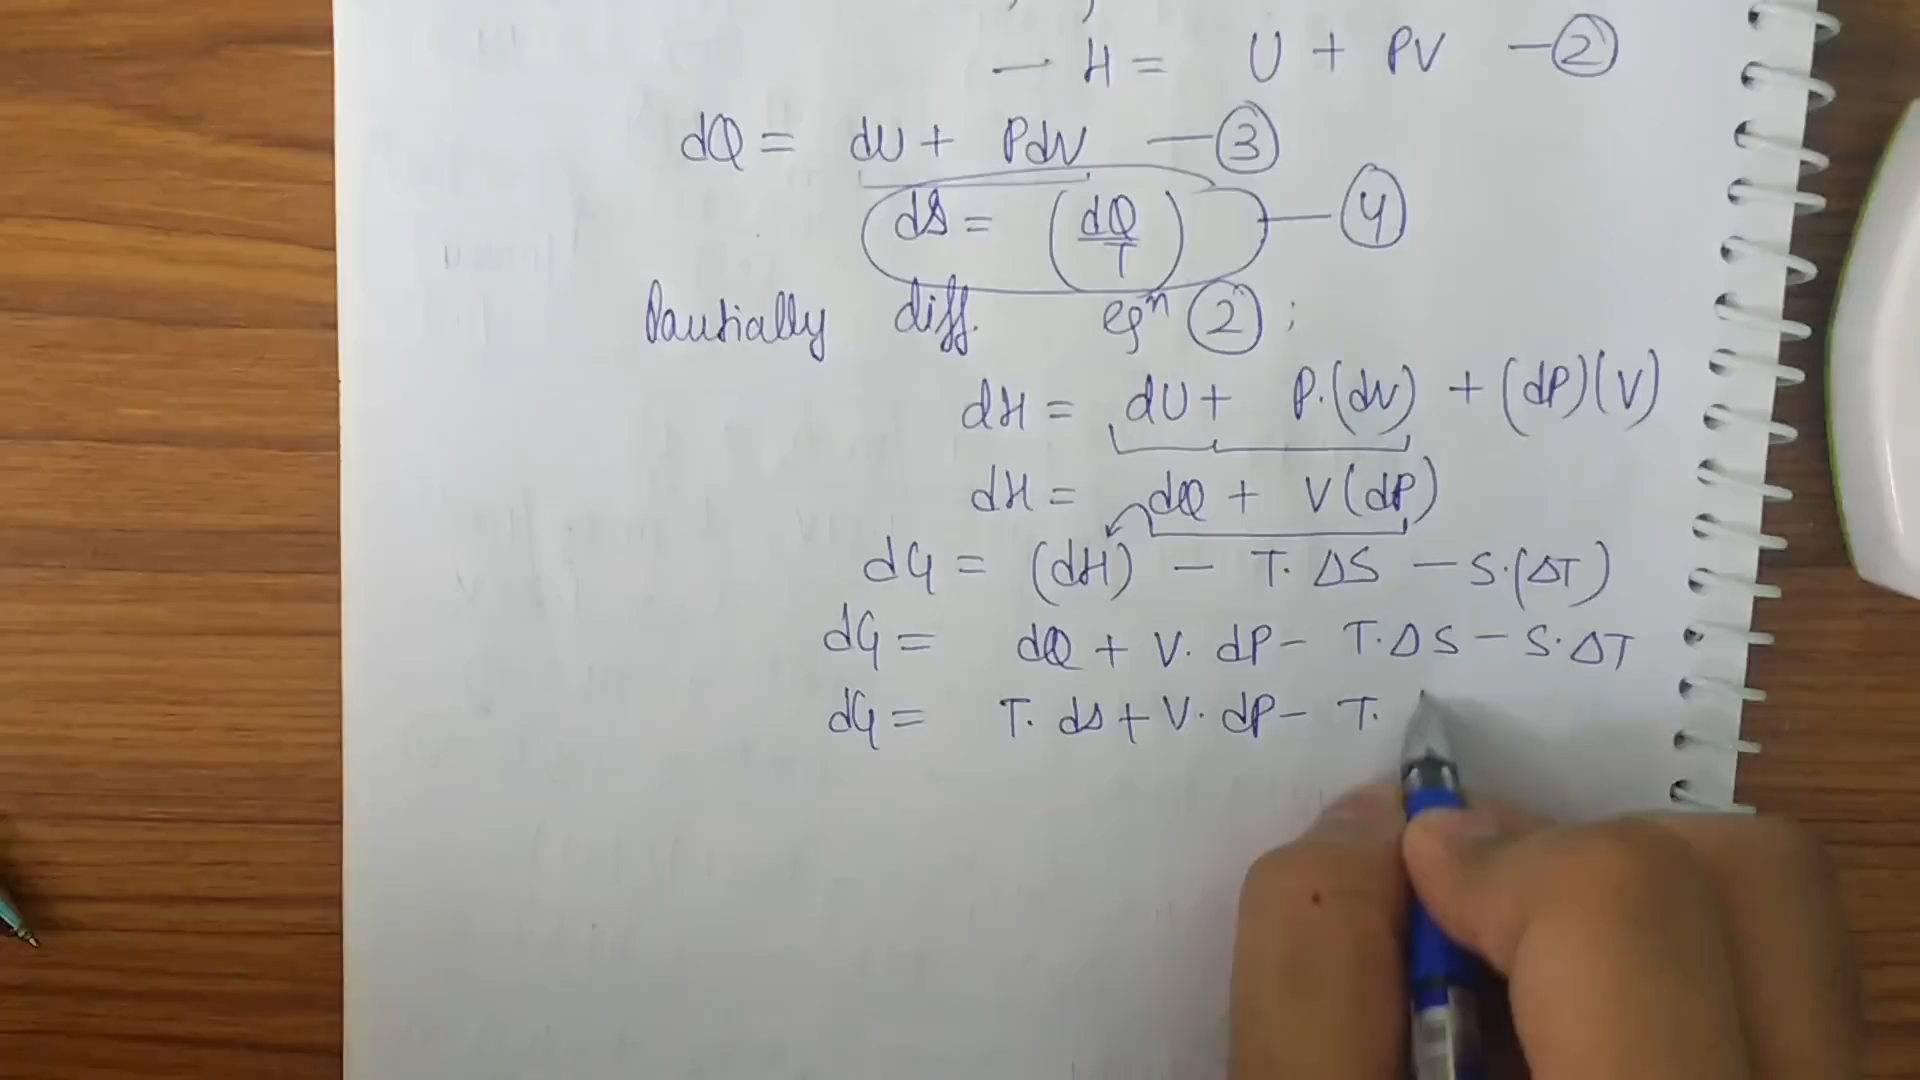 — H = U + PV — ②
dQ = dU + PdV — ③
dS = (dQ/T) — ④
Partially diff. eqⁿ ② ;
dH = dU + P.(dV) + (dP)(V)
dH = dQ + V(dP)
dG = (dH) − T. ΔS − S.(ΔT)
dG = dQ + V. dP − T.ΔS − S.ΔT
dG = T. ds + V. dP − T.